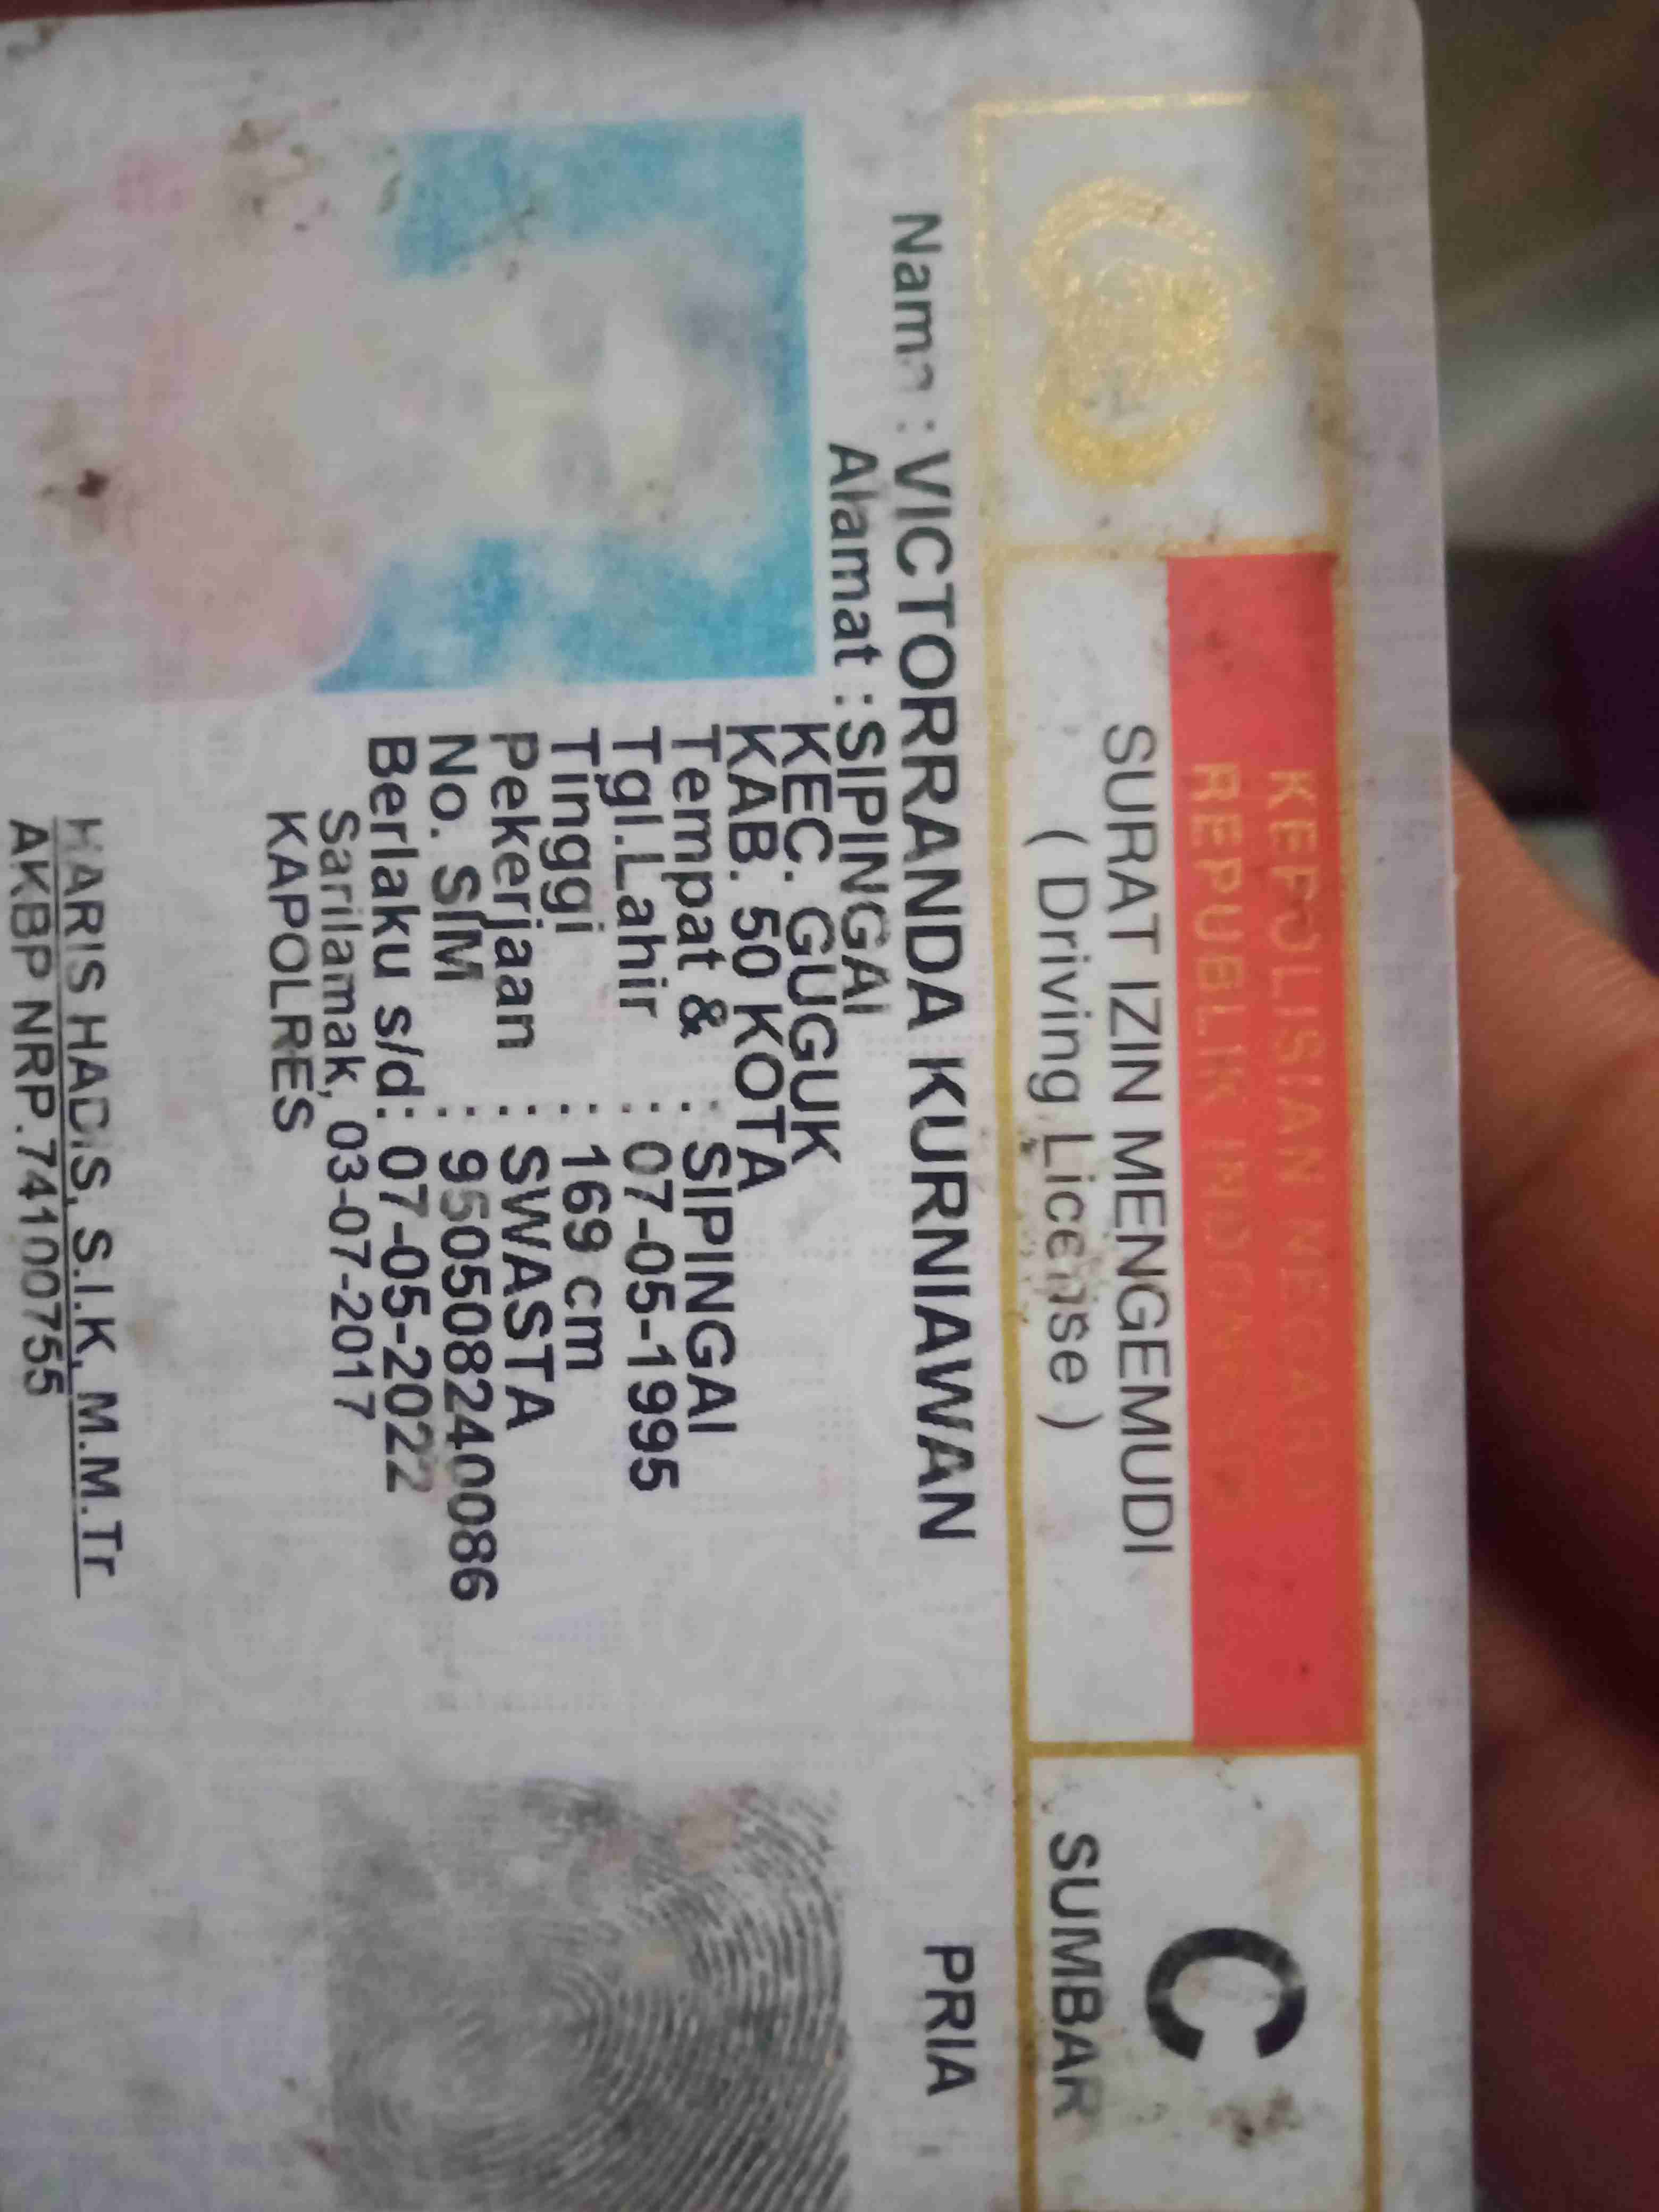 KEPOLISIAN NEGARA
REPUBLIK INDONESIA
SURAT IZIN MENGEMUDI
( Driving License )
C
SUMBAR
Nama : VICTORRANDA KURNIAWAN
PRIA
Alamat : SIPINGAI
KEC. GUGUK
KAB. 50 KOTA
Tempat & : SIPINGAI
Tgl.Lahir : 07-05-1995
Tinggi : 169 cm
Pekerjaan : SWASTA
No. SIM : 950508240086
Berlaku s/d : 07-05-2022
Sarilamak, 03-07-2017
KAPOLRES
HARIS HADIS, S.I.K, M.M.Tr
AKBP NRP.74100755